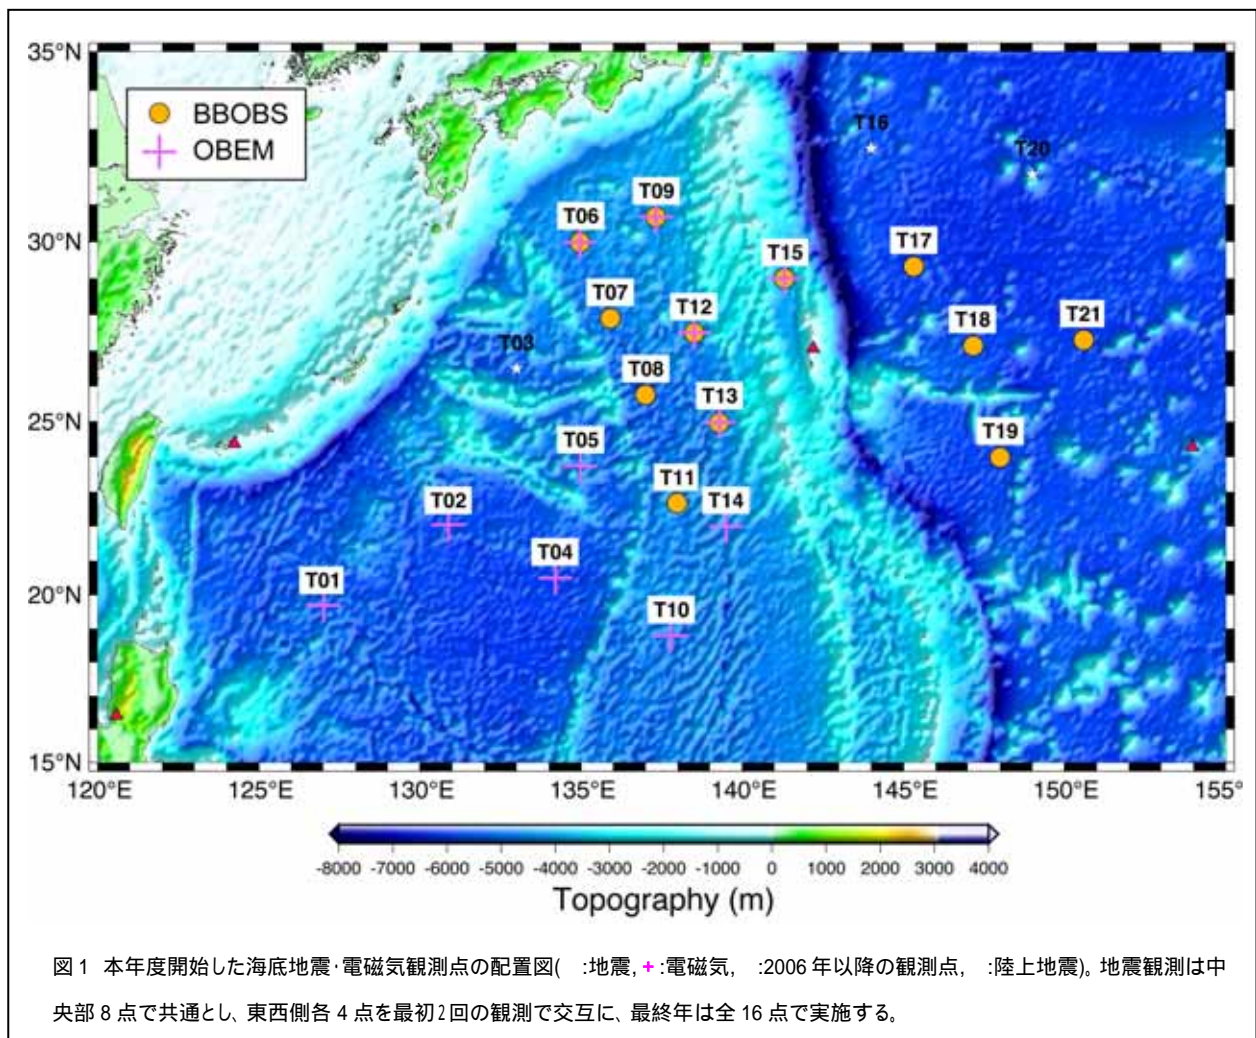 35°N
BBOBS
OBEM
T16
T20
T09
T06
30°N
T17
T15
T07
T12
T18
T21
T03
T08
T13
25°N
T19
T05
T11
T14
T02
T04
T01
20°N
T10
15°N
120°E 125°E 130°E 135°E 140°E 145°E 150°E 155°
-8000 -7000 -6000 -5000 -4000 -3000 -2000 -1000 0 1000 2000 3000 4000
Topography (m)
図1 本年度開始した海底地震・電磁気観測点の配置図( :地震, +:電磁気, :2006年以降の観測点, :陸上地震)。地震観測は中
央部8点で共通とし、東西側各4点を最初2回の観測で交互に、最終年は全16点で実施する。